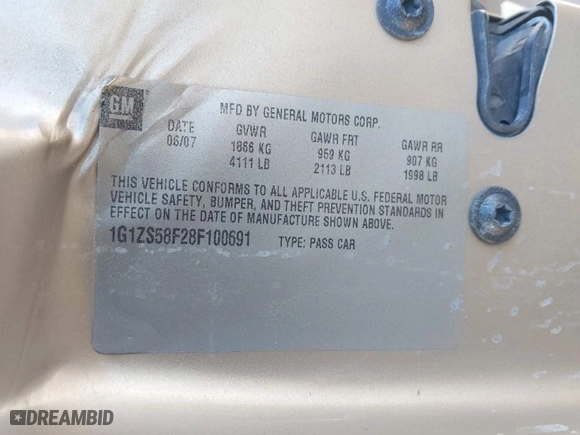 GM
MFD BY GENERAL MOTORS CORP.
DATE GVWR GAWR FRT GAWR RR
06/07 1866 KG 959 KG 907 KG
4111 LB 2113 LB 1998 LB
THIS VEHICLE CONFORMS TO ALL APPLICABLE U.S. FEDERAL MOTOR
VEHICLE SAFETY, BUMPER, AND THEFT PREVENTION STANDARDS IN
EFFECT ON THE DATE OF MANUFACTURE SHOWN ABOVE.
1G1ZS58F28F100691 TYPE: PASS CAR
DREAMBID